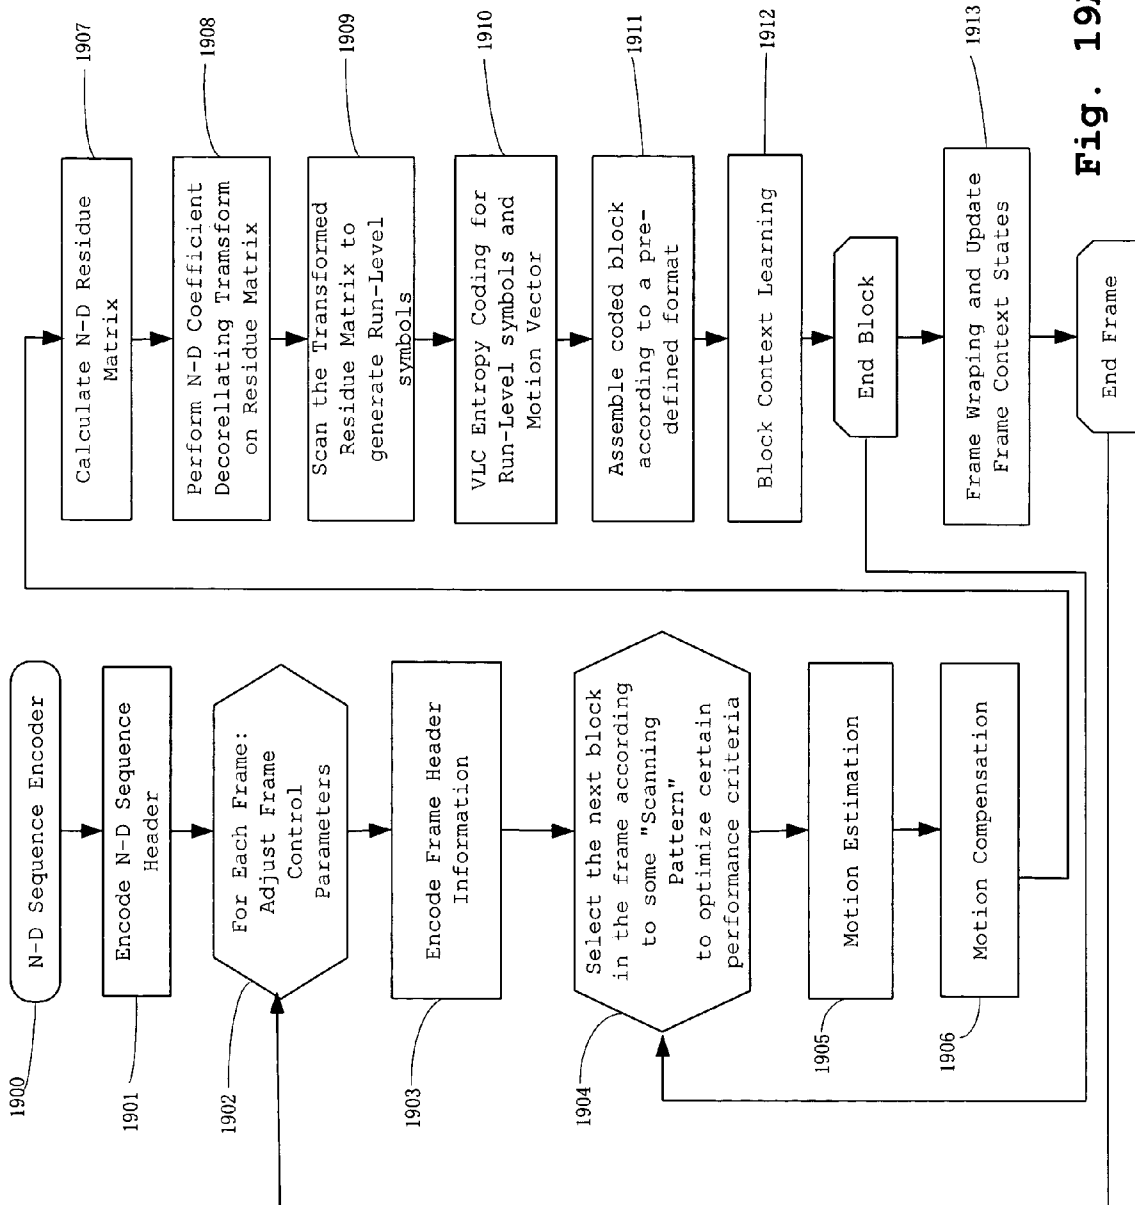 1900
N-D Sequence Encoder
1901
Encode N-D Sequence
Header
1902
For Each Frame:
Adjust Frame
Control
Parameters
1903
Encode Frame Header
Information
1904
Select the next block
in the frame according
to some "Scanning
Pattern"
to optimize certain
performance criteria
1905
Motion Estimation
1906
Motion Compensation
Calculate N-D Residue
Matrix
1907
Perform N-D Coefficient
Decorellating Tramsform
on Residue Matrix
1908
Scan the Transformed
Residue Matrix to
generate Run-Level
symbols
1909
VLC Entropy Coding for
Run-Level symbols and
Motion Vector
1910
Assemble coded block
according to a pre-
defined format
1911
Block Context Learning
1912
End Block
Frame Wraping and Update
Frame Context States
1913
End Frame
Fig. 19